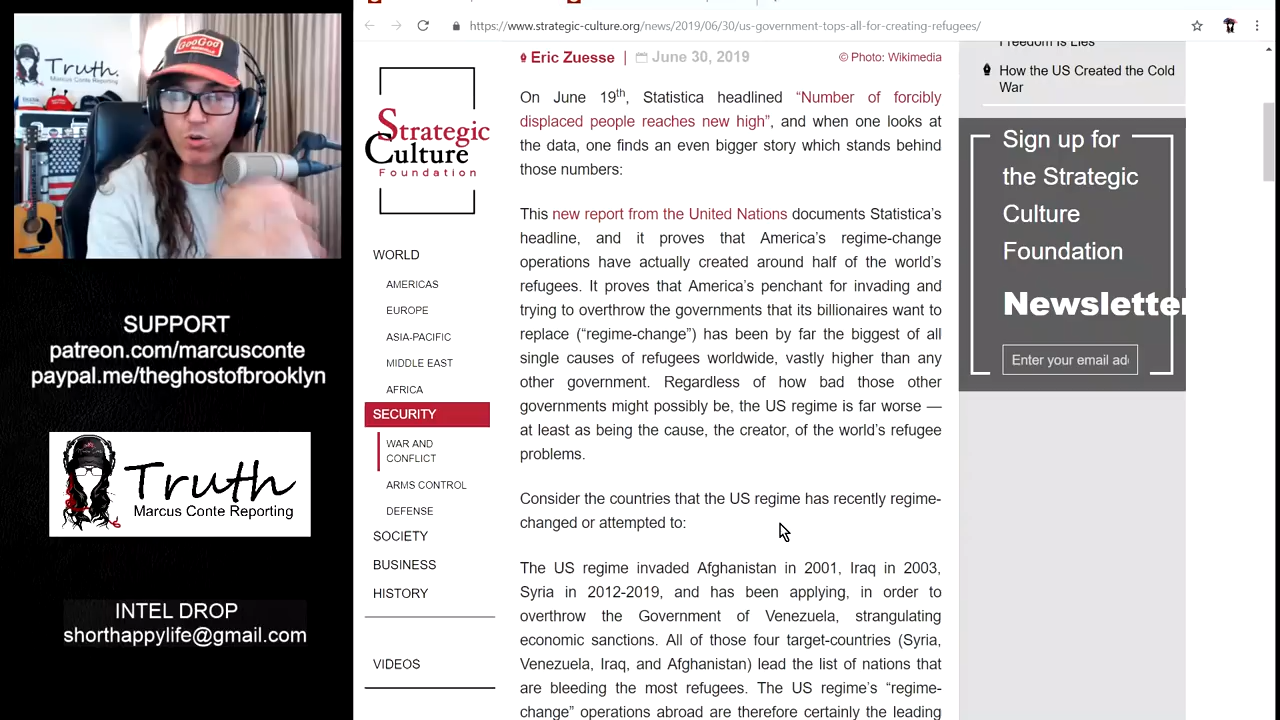 https://www.strategic-culture.org/news/2019/06/30/us-government-tops-all-for-creating-refugees/
GOOGOO
Truth.
Marcus Conte Reporting
SUPPORT
patreon.com/marcusconte
paypal.me/theghostofbrooklyn
Truth
Marcus Conte Reporting
INTEL DROP
shorthappylife@gmail.com
Strategic
Culture
FOUNDATION
WORLD
AMERICAS
EUROPE
ASIA-PACIFIC
MIDDLE EAST
AFRICA
SECURITY
WAR AND
CONFLICT
ARMS CONTROL
DEFENSE
SOCIETY
BUSINESS
HISTORY
VIDEOS
Eric Zuesse | June 30, 2019 © Photo: Wikimedia
On June 19th, Statistica headlined “Number of forcibly
displaced people reaches new high”, and when one looks at
the data, one finds an even bigger story which stands behind
those numbers:
This new report from the United Nations documents Statistica’s
headline, and it proves that America’s regime-change
operations have actually created around half of the world’s
refugees. It proves that America’s penchant for invading and
trying to overthrow the governments that its billionaires want to
replace (“regime-change”) has been by far the biggest of all
single causes of refugees worldwide, vastly higher than any
other government. Regardless of how bad those other
governments might possibly be, the US regime is far worse —
at least as being the cause, the creator, of the world’s refugee
problems.
Consider the countries that the US regime has recently regime-
changed or attempted to:
The US regime invaded Afghanistan in 2001, Iraq in 2003,
Syria in 2012-2019, and has been applying, in order to
overthrow the Government of Venezuela, strangulating
economic sanctions. All of those four target-countries (Syria,
Venezuela, Iraq, and Afghanistan) lead the list of nations that
are bleeding the most refugees. The US regime’s “regime-
change” operations abroad are therefore certainly the leading
Freedom Is Lies
How the US Created the Cold
War
Sign up for
the Strategic
Culture
Foundation
Newsletter
Enter your email ad